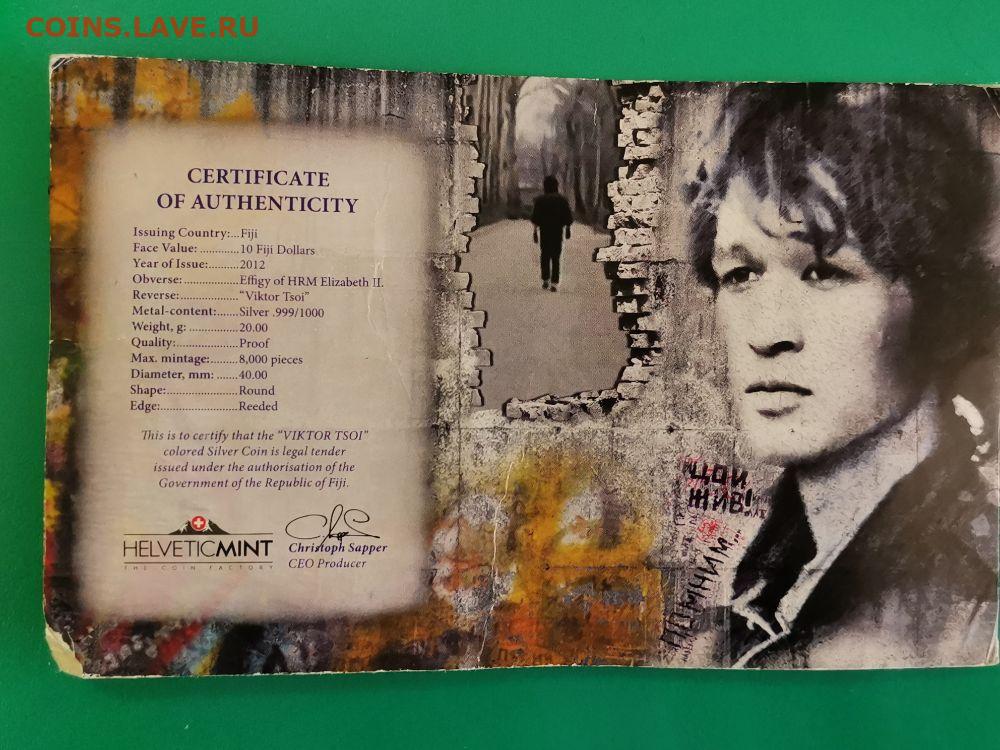 COINS.LAVE.RU
CERTIFICATE
OF AUTHENTICITY
Issuing Country:...Fiji
Face Value: ............10 Fiji Dollars
Year of Issue:.........2012
Obverse:.................Effigy of HRM Elizabeth II.
Reverse:..................“Viktor Tsoi”
Metal-content:.......Silver .999/1000
Weight, g: ...............20.00
Quality:...................Proof
Max. mintage:.........8,000 pieces
Diameter, mm: .......40.00
Shape:......................Round
Edge:........................Reeded
This is to certify that the “VIKTOR TSOI”
colored Silver Coin is legal tender
issued under the authorisation of the
Government of the Republic of Fiji.
HELVETICMINT
THE COIN FACTORY
Christoph Sapper
CEO Producer
ЦОИ
ЖИВ!
ПОМНИМ...